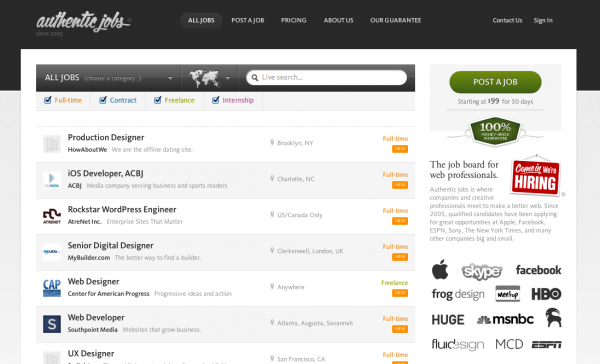 authentic jobs
since 2005
ALL JOBS POST A JOB PRICING ABOUT US OUR GUARANTEE
Contact Us Sign In
ALL JOBS (choose a category...)
Live search...
Full-time Contract Freelance Internship
Production Designer
HowAboutWe We are the offline dating site.
Brooklyn, NY
Full-time
NEW
iOS Developer, ACBJ
ACBJ Media company serving business and sports readers
Charlotte, NC
Full-time
NEW
Rockstar WordPress Engineer
AtreNet Inc. Enterprise Sites That Matter
US/Canada Only
Full-time
NEW
Senior Digital Designer
MyBuilder.com The better way to find a builder.
Clerkenwell, London, UK
Full-time
NEW
CAP
Web Designer
Center for American Progress Progressive ideas and action
Anywhere
Freelance
NEW
S
Web Developer
Southpoint Media Websites that grow business.
Atlanta, Augusta, Savannah
Full-time
NEW
UX Designer
San Francisco, CA
Full-time
POST A JOB
Starting at $99 for 30 days
100%
MONEY-BACK
GUARANTEE
The job board for
web professionals.
Come in We're
HIRING
Authentic Jobs is where
companies and creative
professionals meet to make a better web. Since
2005, qualified candidates have been applying
for great opportunities at Apple, Facebook,
ESPN, Sony, The New York Times, and many
other companies big and small.
skype facebook
frog design meetup HBO
HUGE msnbc
fluidesign MCD ESPN